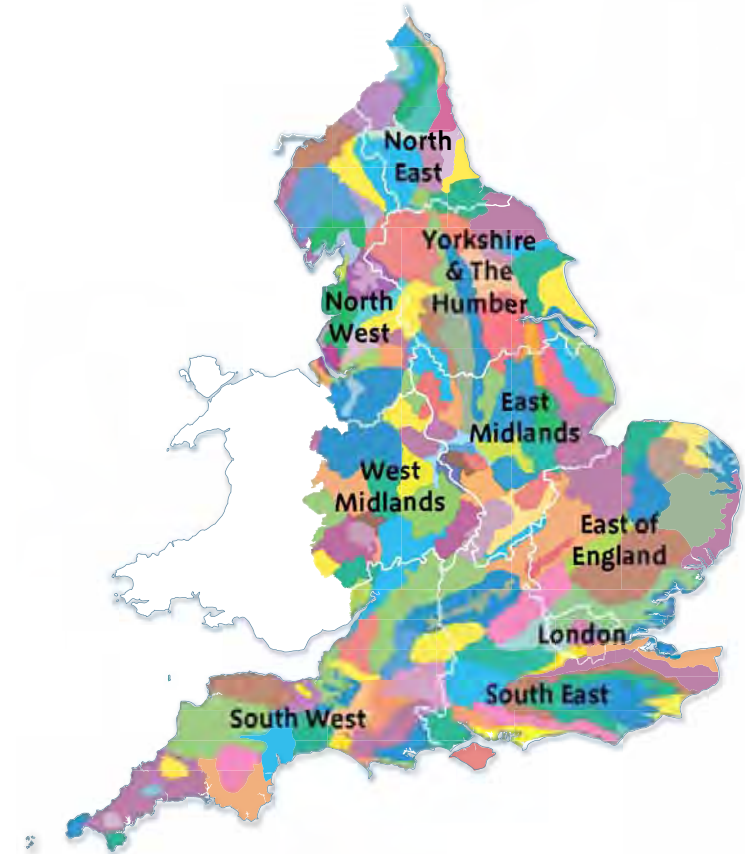 North
East
Yorkshire
& The
Humber
North
West
East
Midlands
West
Midlands
East of
England
London
South East
South West